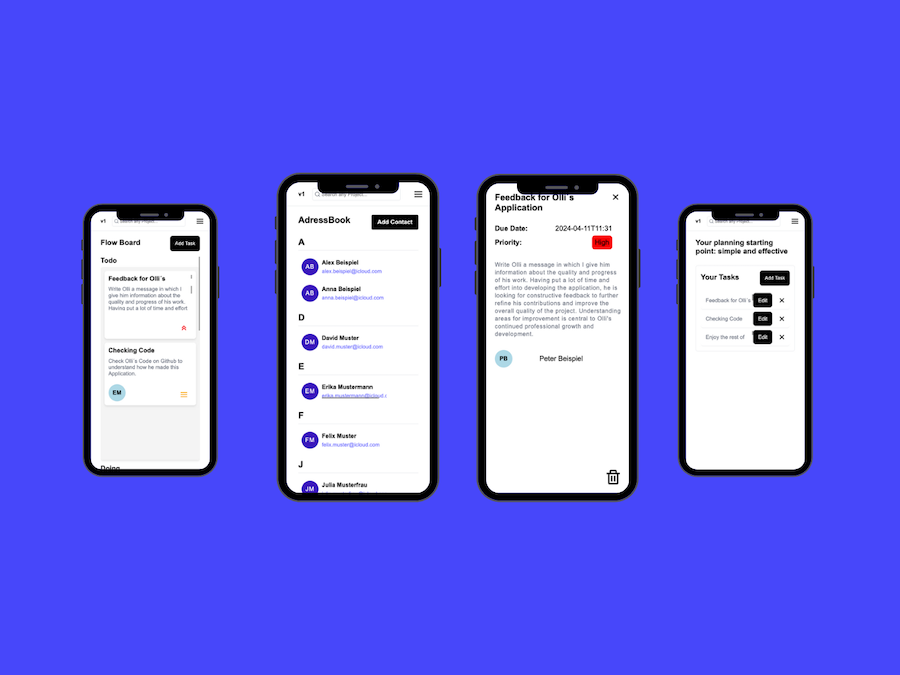 v1
Search any Project...
Flow Board
Add Task
Todo
Feedback for Olli´s
Write Olli a message in which I
give him information about the
quality and progress of his work.
Having put a lot of time and effort
Checking Code
Check Olli's Code on Github to
understand how he made this
Application.
EM
Doing
v1
Search any Project...
AdressBook
Add Contact
A
AB
Alex Beispiel
alex.beispiel@icloud.com
AB
Anna Beispiel
anna.beispiel@icloud.com
D
DM
David Muster
david.muster@icloud.com
E
EM
Erika Mustermann
erika.mustermann@icloud.c
F
FM
Felix Muster
felix.muster@icloud.com
J
JM
Julia Musterfrau
Feedback for Olli´s
Application
Due Date: 2024-04-11T11:31
Priority: High
Write Olli a message in which I give him
information about the quality and progress
of his work. Having put a lot of time and
effort into developing the application, he is
looking for constructive feedback to further
refine his contributions and improve the
overall quality of the project. Understanding
areas for improvement is central to Olli's
continued professional growth and
development.
PB Peter Beispiel
v1
Search any Project...
Your planning starting
point: simple and effective
Your Tasks
Add Task
Feedback for Olli´s Edit
Checking Code Edit
Enjoy the rest of Edit